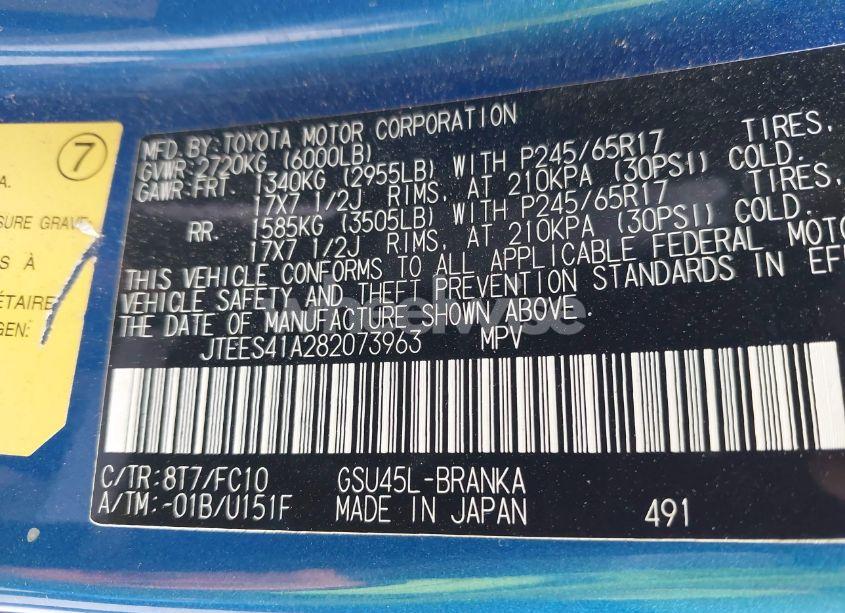 7
A.
SURE GRAVE
S À
ÉTAIRE
GEN:
MFD. BY: TOYOTA MOTOR CORPORATION
GVWR: 2720KG (6000LB)
GAWR: FRT. 1340KG (2955LB) WITH P245/65R17 TIRES,
17X7 1/2J RIMS, AT 210KPA (30PSI) COLD.
RR. 1585KG (3505LB) WITH P245/65R17 TIRES,
17X7 1/2J RIMS, AT 210KPA (30PSI) COLD.
THIS VEHICLE CONFORMS TO ALL APPLICABLE FEDERAL MOTO
VEHICLE SAFETY AND THEFT PREVENTION STANDARDS IN EFF
THE DATE OF MANUFACTURE SHOWN ABOVE.
wheelwise
JTEES41A282073963 MPV
C/TR: 8T7/FC10 GSU45L-BRANKA
A/TM: -01B/U151F MADE IN JAPAN 491